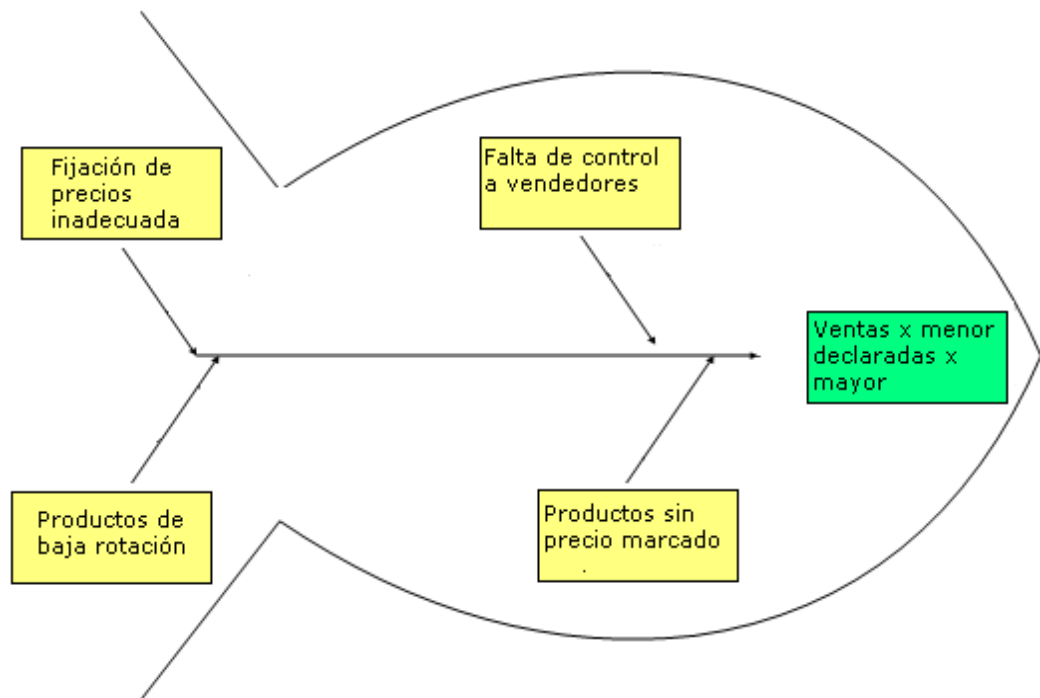 Fijación de
precios
inadecuada
Falta de control
a vendedores
Ventas x menor
declaradas x
mayor
Productos de
baja rotación
Productos sin
precio marcado